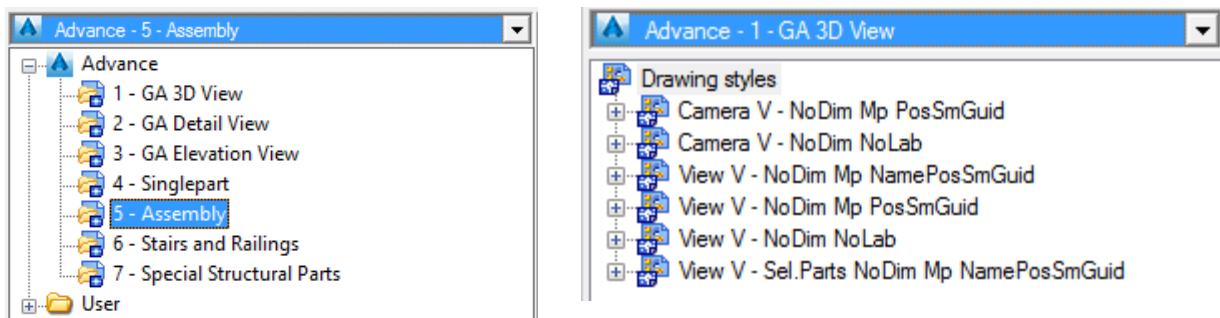 Advance - 5 - Assembly
Advance
1 - GA 3D View
2 - GA Detail View
3 - GA Elevation View
4 - Singlepart
5 - Assembly
6 - Stairs and Railings
7 - Special Structural Parts
User
Advance - 1 - GA 3D View
Drawing styles
Camera V - NoDim Mp PosSmGuid
Camera V - NoDim NoLab
View V - NoDim Mp NamePosSmGuid
View V - NoDim Mp PosSmGuid
View V - NoDim NoLab
View V - Sel.Parts NoDim Mp NamePosSmGuid